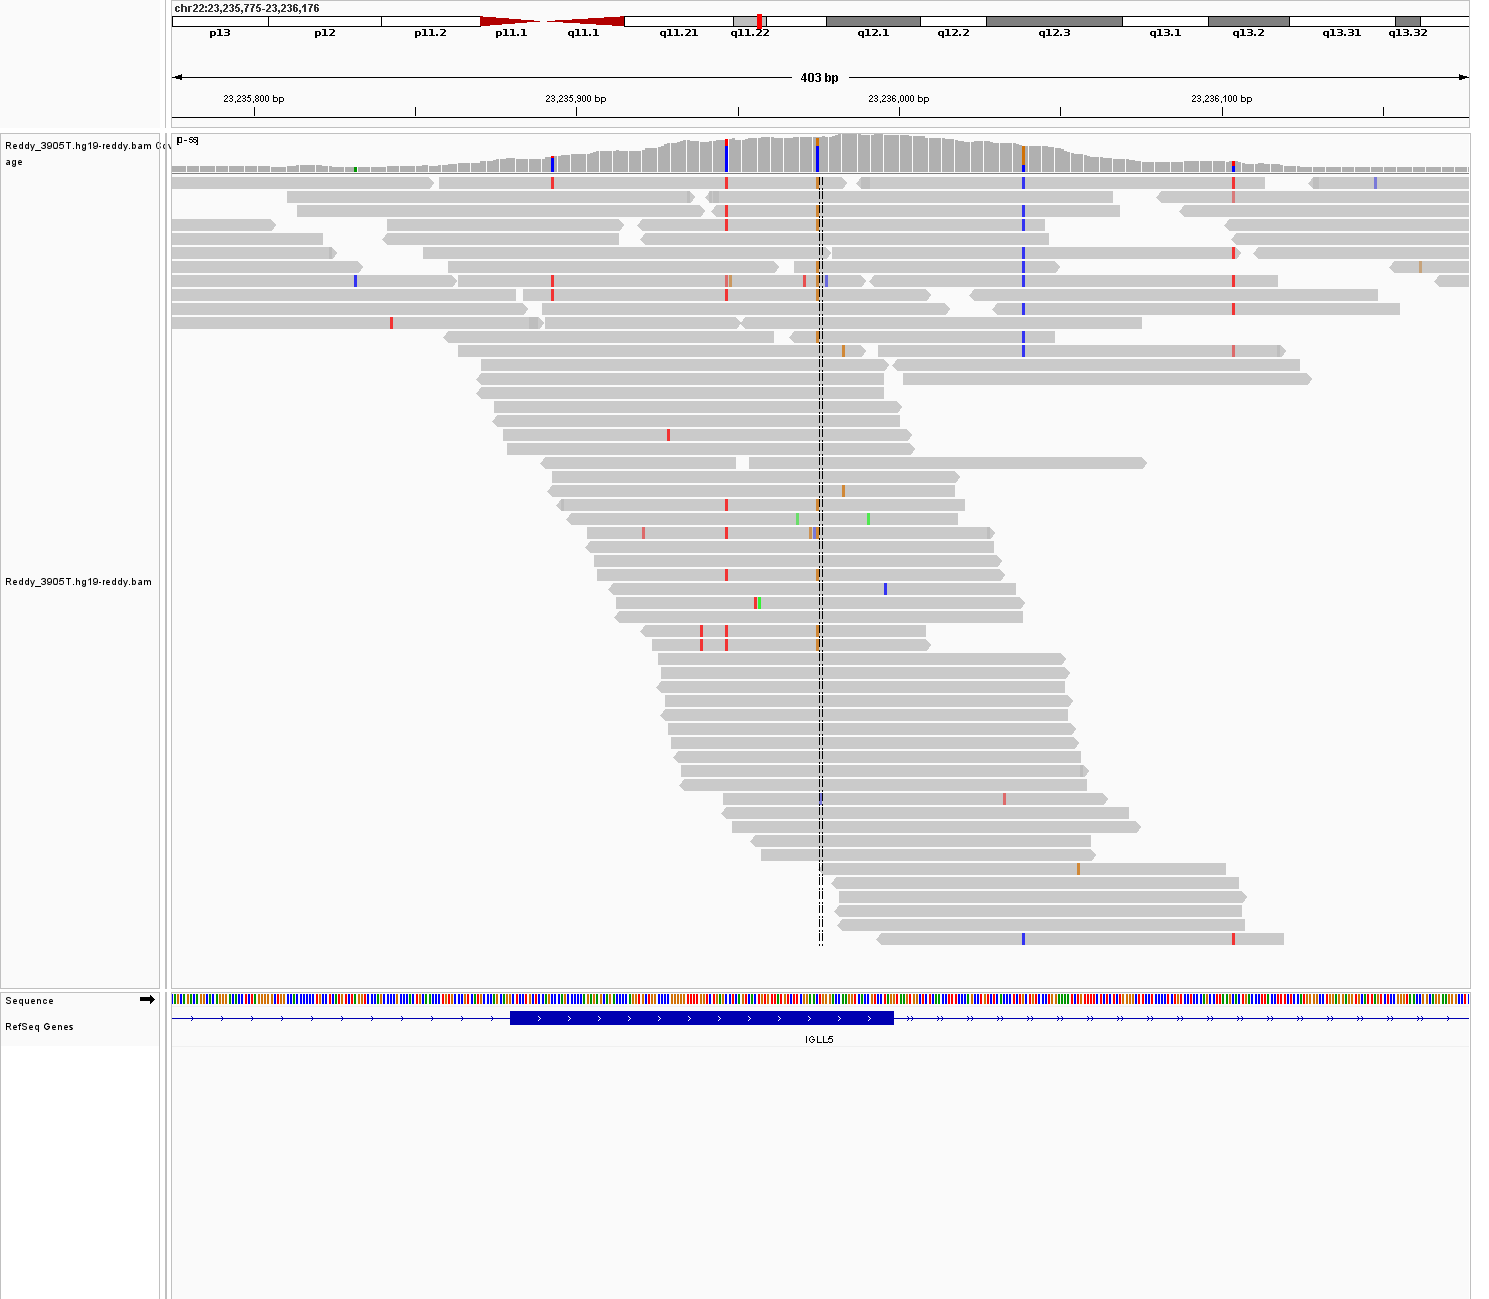 chr22:23,235,775-23,236,176
p13 p12 p11.2 p11.1 q11.1 q11.21 q11.22 q12.1 q12.2 q12.3 q13.1 q13.2 q13.31 q13.32
403 bp
23,235,800 bp 23,235,900 bp 23,236,000 bp 23,236,100 bp
Reddy_3905T.hg19-reddy.bam Cov
age
Reddy_3905T.hg19-reddy.bam
Sequence
RefSeq Genes
IGLL5